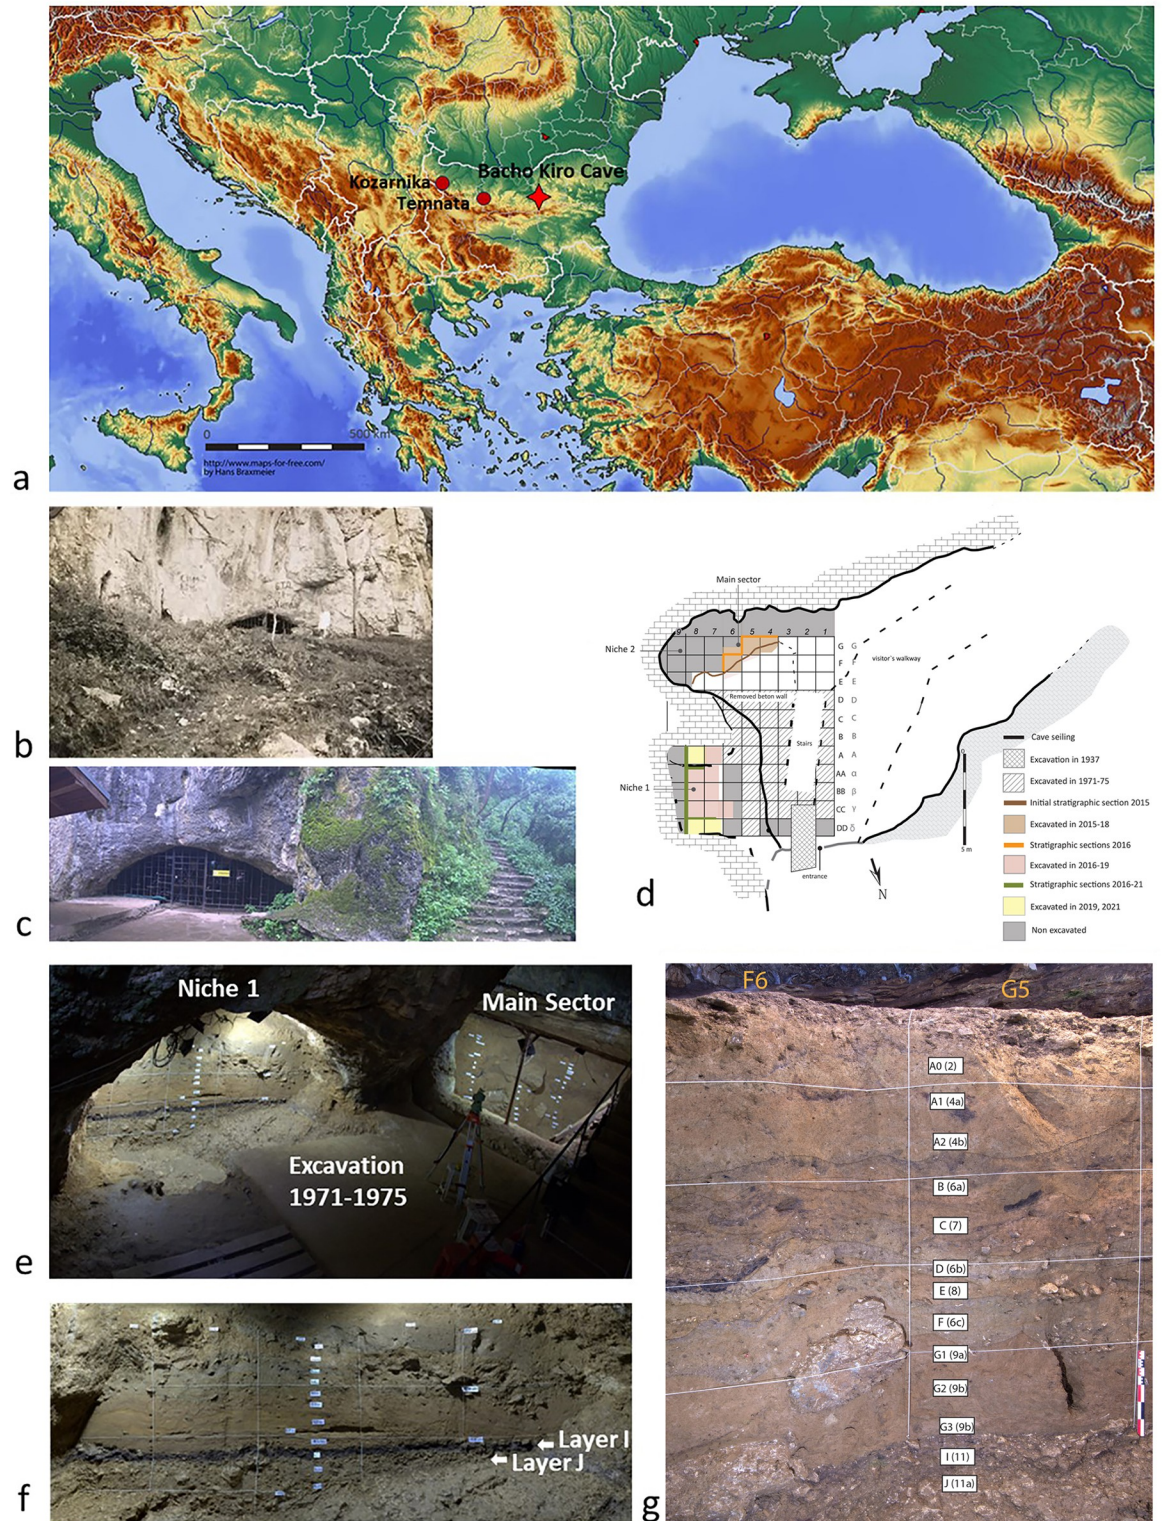 a
Kozarnika
Bacho Kiro Cave
Temnata
0
500 km
http://www.maps-for-free.com/
by Hans Braxmeier
b
c
d
Main sector
9 8 7 6 5 4 3 2 1
Niche 2
G G
F F
E E
visitor's walkway
Removed beton wall
D D
C C
B B
Stairs
A A
AA α
BB β
Niche 1
CC γ
DD δ
entrance
N
0
5 m
Cave seiling
Excavation in 1937
Excavated in 1971-75
Initial stratigraphic section 2015
Excavated in 2015-18
Stratigraphic sections 2016
Excavated in 2016-19
Stratigraphic sections 2016-21
Excavated in 2019, 2021
Non excavated
e
Niche 1
Main Sector
Excavation
1971-1975
f
Layer I
Layer J
g
F6
G5
A0 (2)
A1 (4a)
A2 (4b)
B (6a)
C (7)
D (6b)
E (8)
F (6c)
G1 (9a)
G2 (9b)
G3 (9b)
I (11)
J (11a)